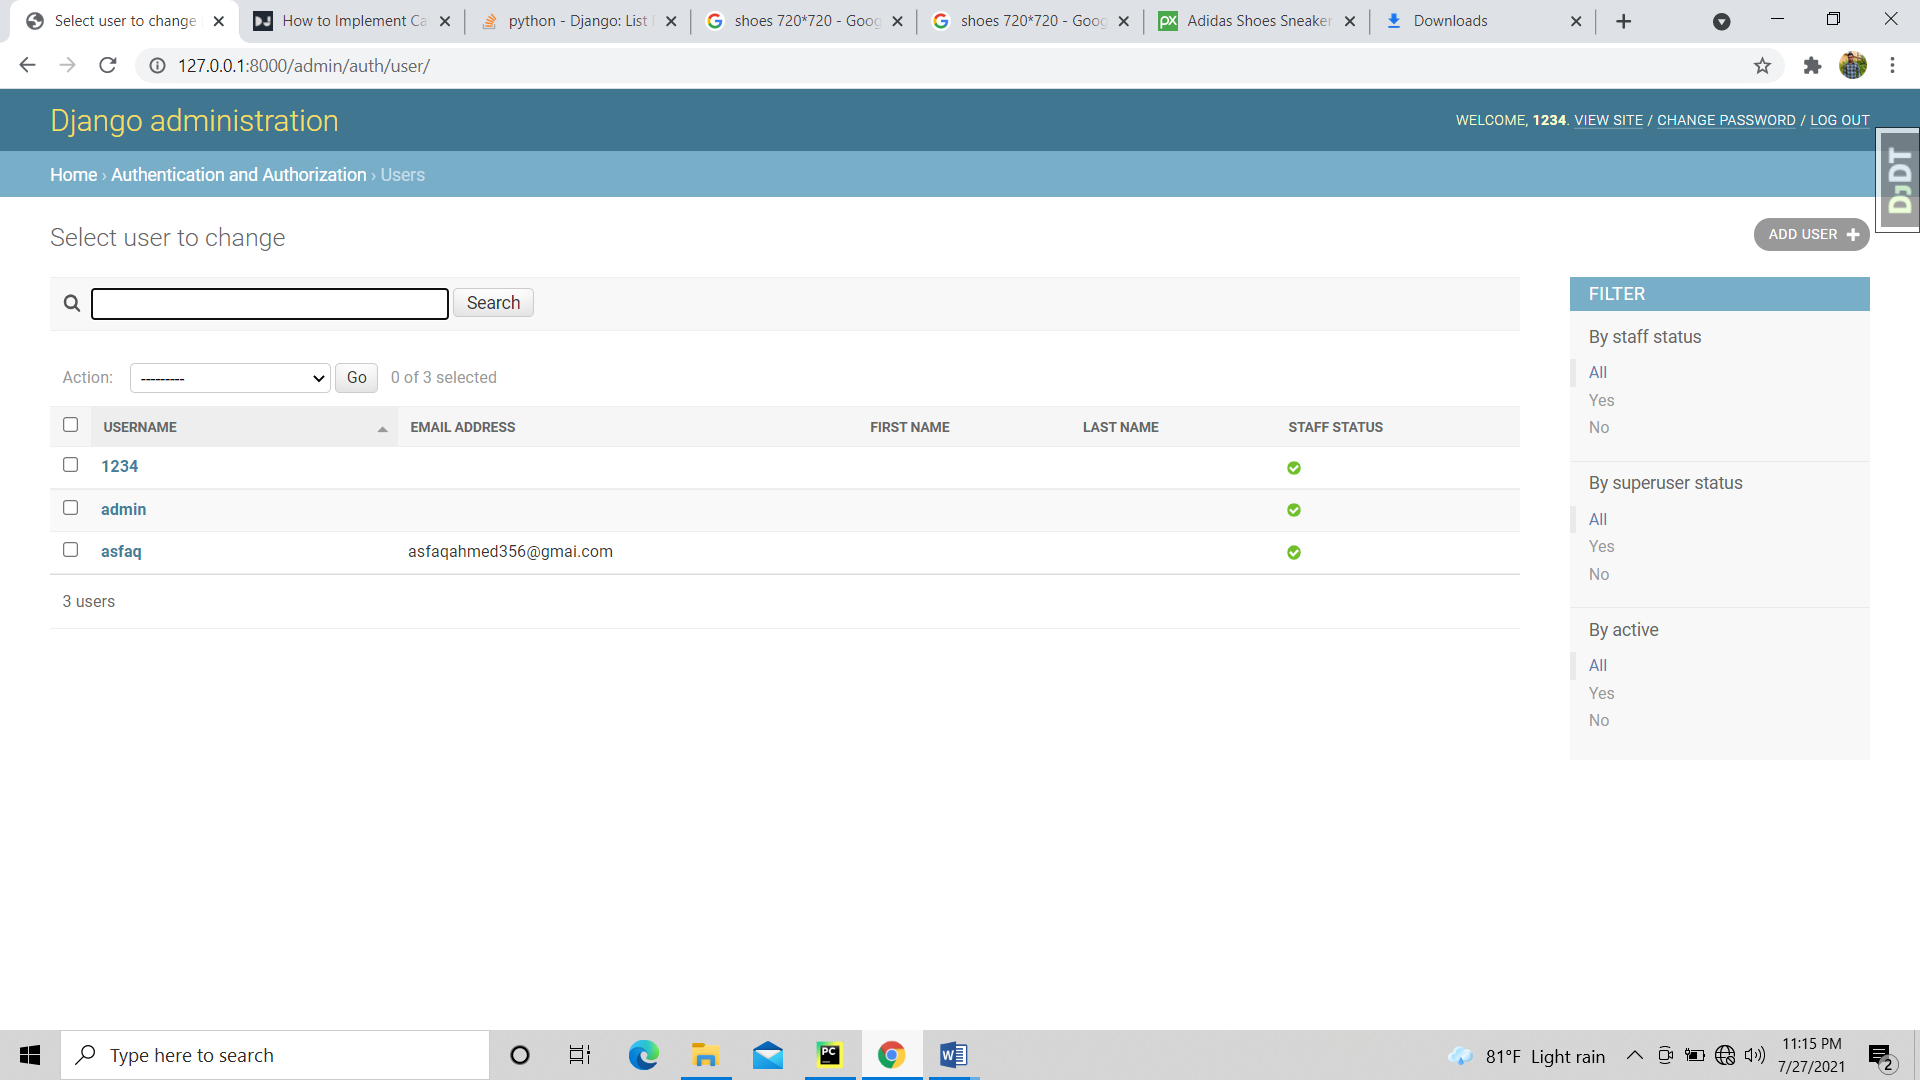 Select user to change
How to Implement Ca
python - Django: List
shoes 720*720 - Goog
shoes 720*720 - Goog
px Adidas Shoes Sneaker
Downloads
127.0.0.1:8000/admin/auth/user/
Django administration
WELCOME, 1234. VIEW SITE / CHANGE PASSWORD / LOG OUT
DJDT
Home › Authentication and Authorization › Users
Select user to change
ADD USER +
Search
Action: --------- Go 0 of 3 selected
USERNAME EMAIL ADDRESS FIRST NAME LAST NAME STAFF STATUS
1234
admin
asfaq asfaqahmed356@gmai.com
3 users
FILTER
By staff status
All
Yes
No
By superuser status
All
Yes
No
By active
All
Yes
No
Type here to search
PC
W
81°F Light rain
11:15 PM
7/27/2021
2